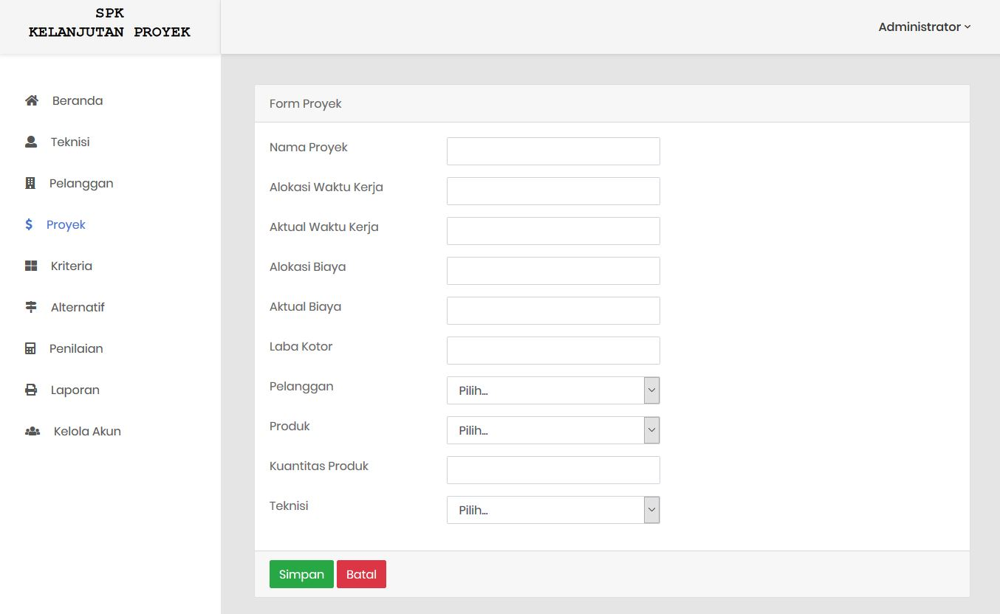 SPK
KELANJUTAN PROYEK
Administrator
Beranda
Teknisi
Pelanggan
Proyek
Kriteria
Alternatif
Penilaian
Laporan
Kelola Akun
Form Proyek
Nama Proyek
Alokasi Waktu Kerja
Aktual Waktu Kerja
Alokasi Biaya
Aktual Biaya
Laba Kotor
Pelanggan Pilih...
Produk Pilih...
Kuantitas Produk
Teknisi Pilih...
Simpan Batal